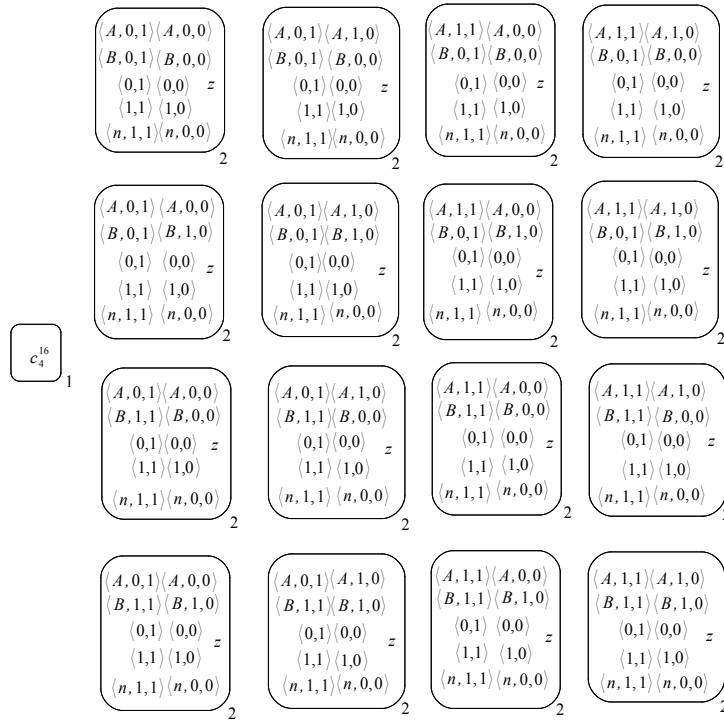 ⟨A,0,1⟩⟨A,0,0⟩
⟨B,0,1⟩⟨B,0,0⟩
⟨0,1⟩ ⟨0,0⟩ z
⟨1,1⟩ ⟨1,0⟩
⟨n,1,1⟩⟨n,0,0⟩
2
⟨A,0,1⟩⟨A,1,0⟩
⟨B,0,1⟩⟨B,0,0⟩
⟨0,1⟩⟨0,0⟩ z
⟨1,1⟩⟨1,0⟩
⟨n,1,1⟩⟨n,0,0⟩
2
⟨A,1,1⟩⟨A,0,0⟩
⟨B,0,1⟩⟨B,0,0⟩
⟨0,1⟩ ⟨0,0⟩ z
⟨1,1⟩ ⟨1,0⟩
⟨n,1,1⟩⟨n,0,0⟩
2
⟨A,1,1⟩⟨A,1,0⟩
⟨B,0,1⟩⟨B,0,0⟩
⟨0,1⟩ ⟨0,0⟩ z
⟨1,1⟩ ⟨1,0⟩
⟨n,1,1⟩⟨n,0,0⟩
2
⟨A,0,1⟩⟨A,0,0⟩
⟨B,0,1⟩⟨B,1,0⟩
⟨0,1⟩ ⟨0,0⟩ z
⟨1,1⟩ ⟨1,0⟩
⟨n,1,1⟩⟨n,0,0⟩
2
⟨A,0,1⟩⟨A,1,0⟩
⟨B,0,1⟩⟨B,1,0⟩
⟨0,1⟩⟨0,0⟩ z
⟨1,1⟩⟨1,0⟩
⟨n,1,1⟩⟨n,0,0⟩
2
⟨A,1,1⟩⟨A,0,0⟩
⟨B,0,1⟩⟨B,1,0⟩
⟨0,1⟩⟨0,0⟩ z
⟨1,1⟩ ⟨1,0⟩
⟨n,1,1⟩⟨n,0,0⟩
2
⟨A,1,1⟩⟨A,1,0⟩
⟨B,0,1⟩⟨B,1,0⟩
⟨0,1⟩⟨0,0⟩ z
⟨1,1⟩ ⟨1,0⟩
⟨n,1,1⟩⟨n,0,0⟩
2
c₄¹⁶
1
⟨A,0,1⟩⟨A,0,0⟩
⟨B,1,1⟩⟨B,0,0⟩
⟨0,1⟩⟨0,0⟩ z
⟨1,1⟩⟨1,0⟩
⟨n,1,1⟩⟨n,0,0⟩
2
⟨A,0,1⟩⟨A,1,0⟩
⟨B,1,1⟩⟨B,0,0⟩
⟨0,1⟩⟨0,0⟩ z
⟨1,1⟩⟨1,0⟩
⟨n,1,1⟩⟨n,0,0⟩
2
⟨A,1,1⟩⟨A,0,0⟩
⟨B,1,1⟩⟨B,0,0⟩
⟨0,1⟩ ⟨0,0⟩ z
⟨1,1⟩ ⟨1,0⟩
⟨n,1,1⟩⟨n,0,0⟩
2
⟨A,1,1⟩⟨A,1,0⟩
⟨B,1,1⟩⟨B,0,0⟩
⟨0,1⟩⟨0,0⟩ z
⟨1,1⟩ ⟨1,0⟩
⟨n,1,1⟩⟨n,0,0⟩
⟨A,0,1⟩⟨A,0,0⟩
⟨B,1,1⟩⟨B,1,0⟩
⟨0,1⟩ ⟨0,0⟩ z
⟨1,1⟩ ⟨1,0⟩
⟨n,1,1⟩⟨n,0,0⟩
2
⟨A,0,1⟩⟨A,1,0⟩
⟨B,1,1⟩⟨B,1,0⟩
⟨0,1⟩⟨0,0⟩ z
⟨1,1⟩⟨1,0⟩
⟨n,1,1⟩⟨n,0,0⟩
2
⟨A,1,1⟩⟨A,0,0⟩
⟨B,1,1⟩⟨B,1,0⟩
⟨0,1⟩ ⟨0,0⟩ z
⟨1,1⟩ ⟨1,0⟩
⟨n,1,1⟩⟨n,0,0⟩
2
⟨A,1,1⟩⟨A,1,0⟩
⟨B,1,1⟩⟨B,1,0⟩
⟨0,1⟩⟨0,0⟩ z
⟨1,1⟩⟨1,0⟩
⟨n,1,1⟩⟨n,0,0⟩
2